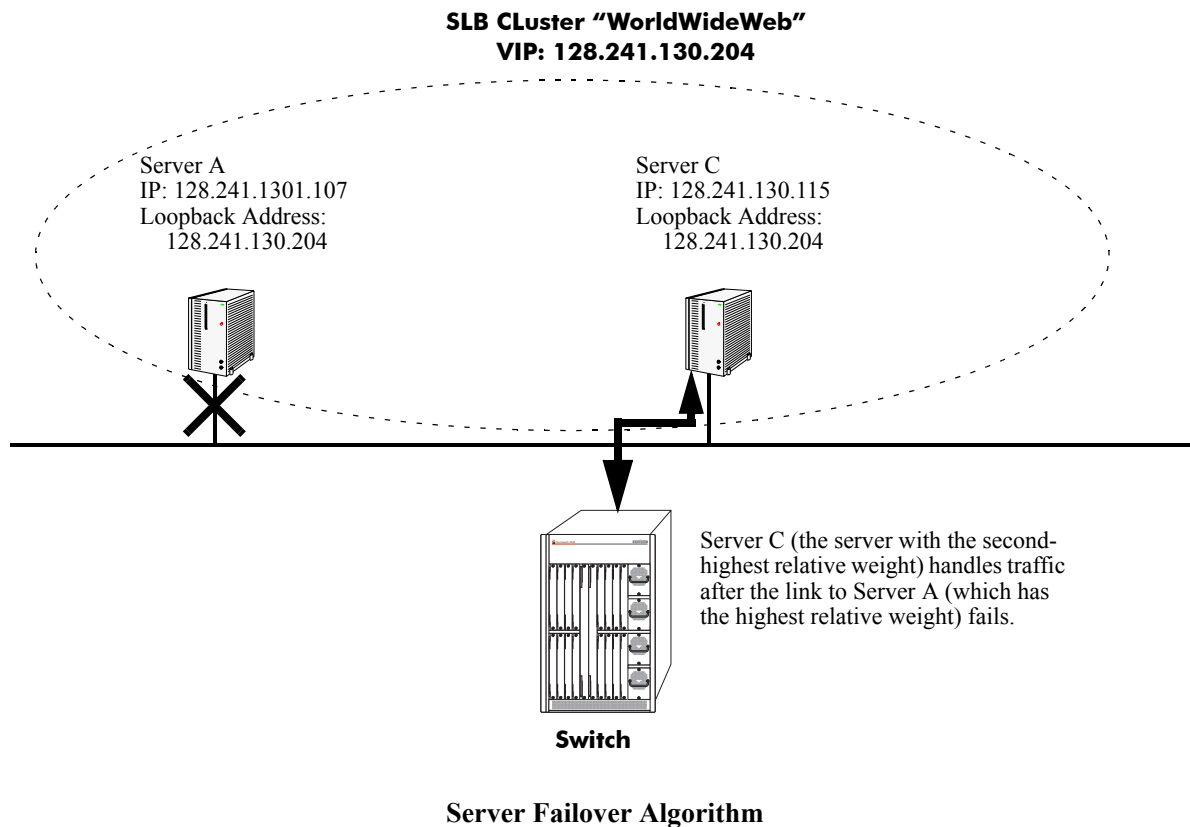 SLB CLuster “WorldWideWeb”
VIP: 128.241.130.204
Server A
IP: 128.241.1301.107
Loopback Address:
128.241.130.204
Server C
IP: 128.241.130.115
Loopback Address:
128.241.130.204
Server C (the server with the second-
highest relative weight) handles traffic
after the link to Server A (which has
the highest relative weight) fails.
Switch
Server Failover Algorithm